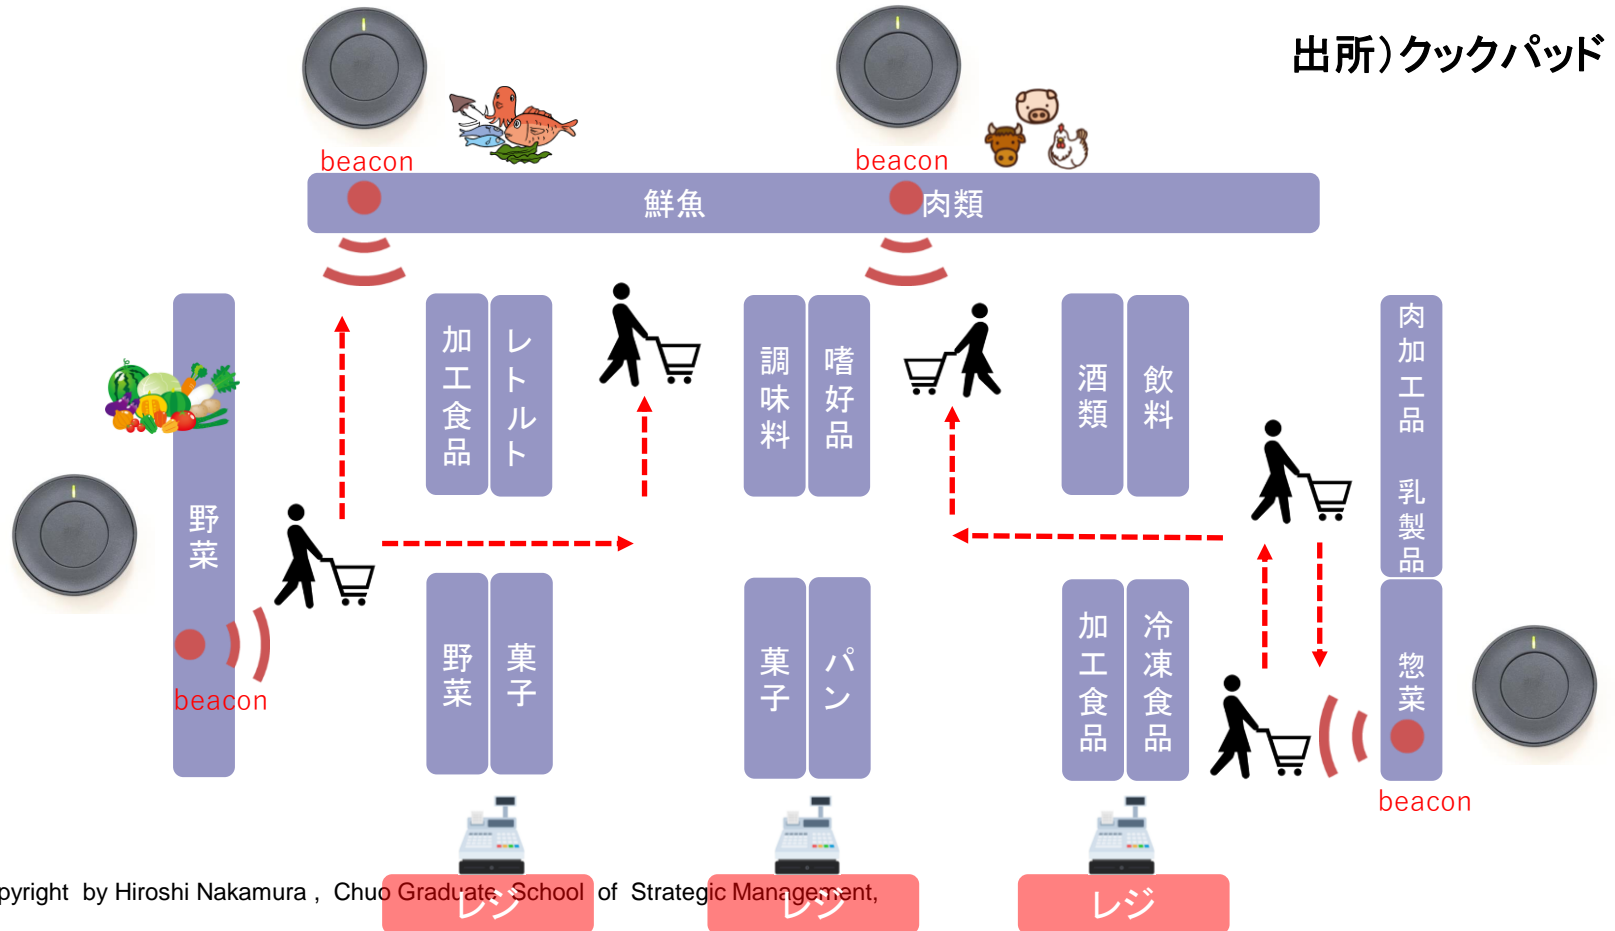 出所）クックパッド
beacon
beacon
鮮魚
肉類
加工食品
レトルト
調味料
嗜好品
酒類
飲料
肉加工品 乳製品
野菜
beacon
野菜
菓子
菓子
パン
加工食品
冷凍食品
惣菜
beacon
pyright by Hiroshi Nakamura , Chuo Graduate School of Strategic Management,
レジ
レジ
レジ